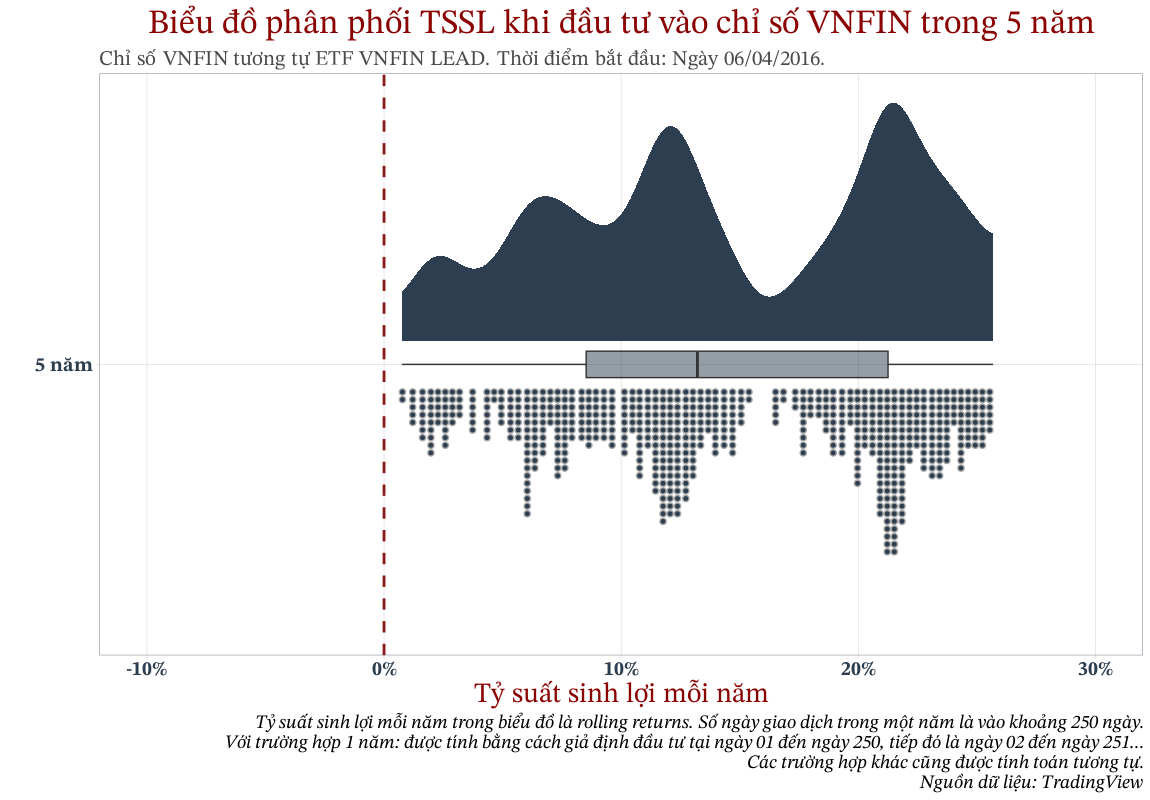 Biểu đồ phân phối TSSL khi đầu tư vào chỉ số VNFIN trong 5 năm
Chỉ số VNFIN tương tự ETF VNFIN LEAD. Thời điểm bắt đầu: Ngày 06/04/2016.
5 năm
-10% 0% 10% 20% 30%
Tỷ suất sinh lợi mỗi năm
Tỷ suất sinh lợi mỗi năm trong biểu đồ là rolling returns. Số ngày giao dịch trong một năm là vào khoảng 250 ngày.
Với trường hợp 1 năm: được tính bằng cách giả định đầu tư tại ngày 01 đến ngày 250, tiếp đó là ngày 02 đến ngày 251...
Các trường hợp khác cũng được tính toán tương tự.
Nguồn dữ liệu: TradingView